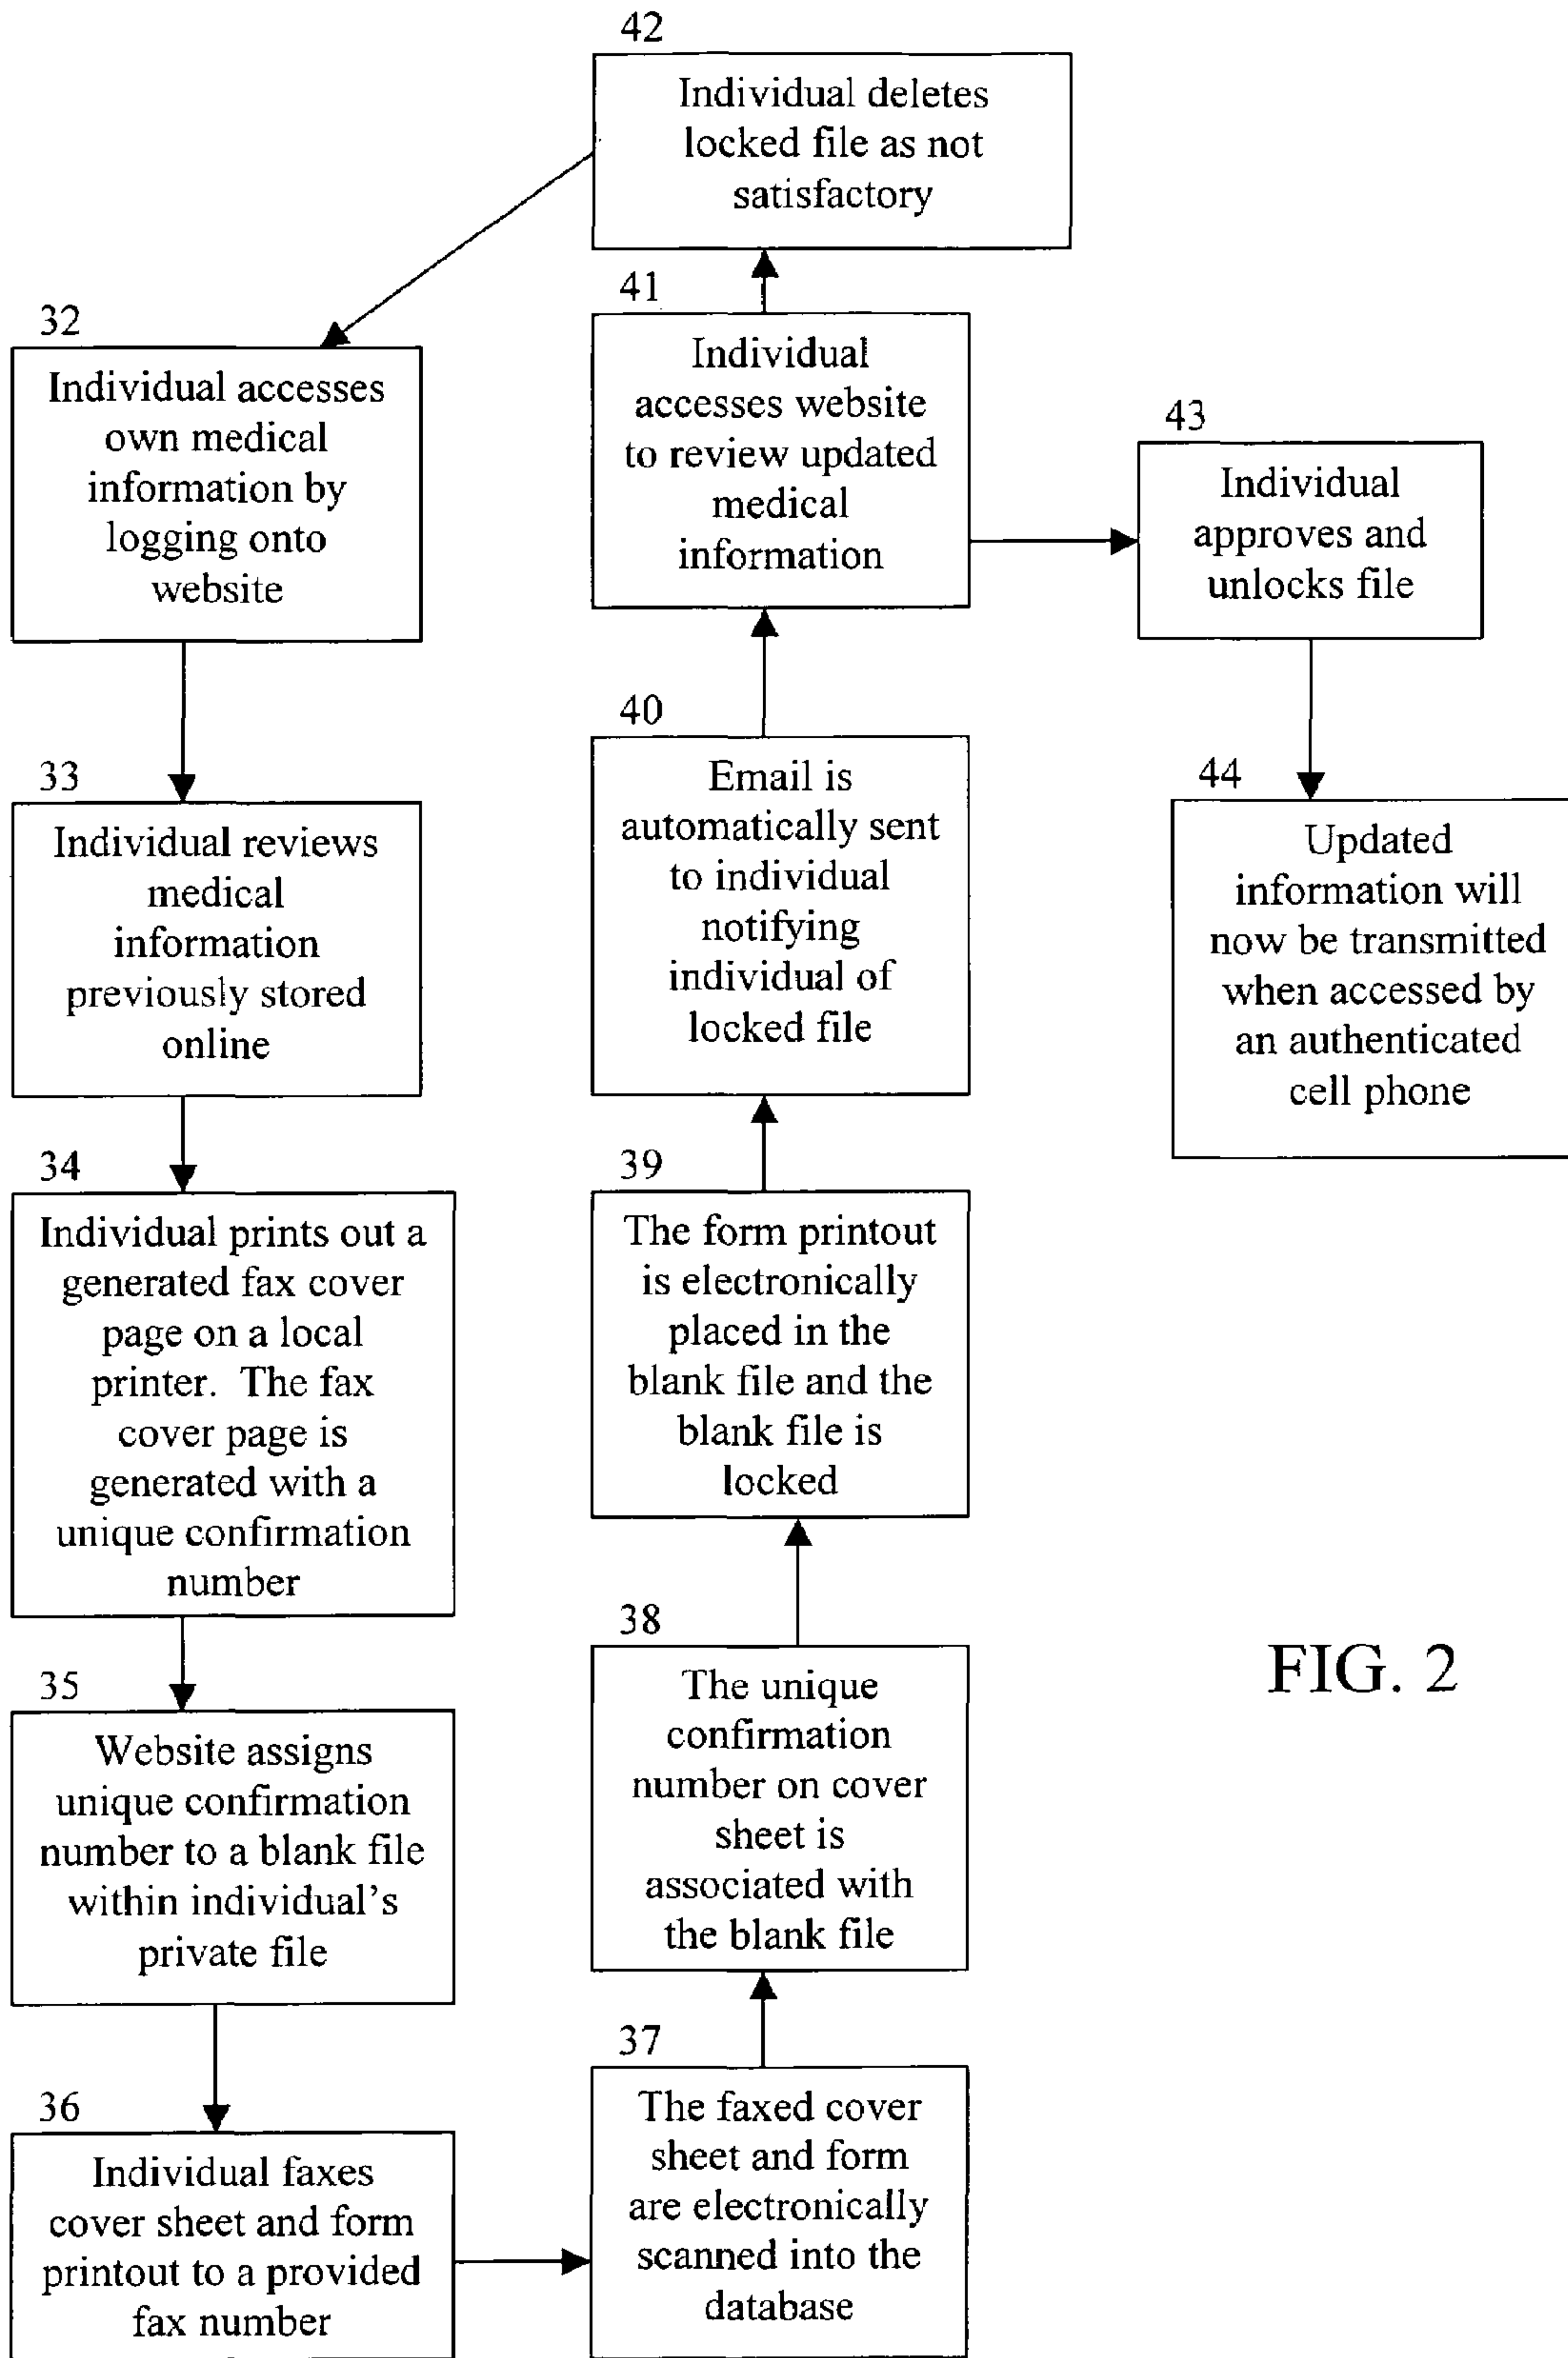 42
Individual deletes
locked file as not
satisfactory
32
Individual accesses
own medical
information by
logging onto
website
33
Individual reviews
medical
information
previously stored
online
34
Individual prints out a
generated fax cover
page on a local
printer. The fax
cover page is
generated with a
unique confirmation
number
35
Website assigns
unique confirmation
number to a blank file
within individual's
private file
36
Individual faxes
cover sheet and form
printout to a provided
fax number
37
The faxed cover
sheet and form
are electronically
scanned into the
database
38
The unique
confirmation
number on cover
sheet is
associated with
the blank file
39
The form printout
is electronically
placed in the
blank file and the
blank file is
locked
40
Email is
automatically sent
to individual
notifying
individual of
locked file
41
Individual
accesses website
to review updated
medical
information
43
Individual
approves and
unlocks file
44
Updated
information will
now be transmitted
when accessed by
an authenticated
cell phone
FIG. 2